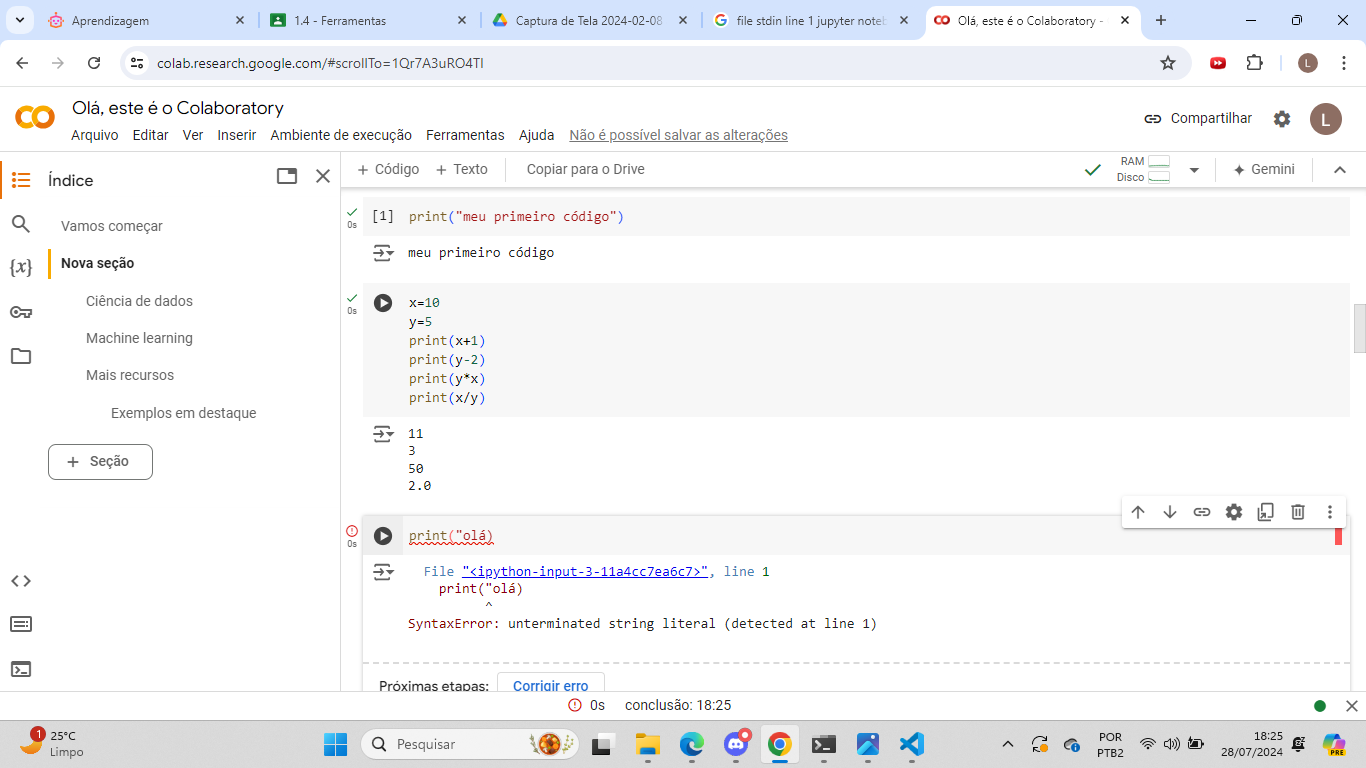 Aprendizagem
1.4 - Ferramentas
Captura de Tela 2024-02-08
file stdin line 1 jupyter noteb
Olá, este é o Colaboratory -
colab.research.google.com/#scrollTo=1Qr7A3uRO4TI
L
Olá, este é o Colaboratory
Arquivo Editar Ver Inserir Ambiente de execução Ferramentas Ajuda Não é possível salvar as alterações
Compartilhar
L
Índice
+ Código + Texto Copiar para o Drive
RAM
Disco
Gemini
Vamos começar
Nova seção
Ciência de dados
Machine learning
Mais recursos
Exemplos em destaque
+ Seção
{x}
0s
[1] print("meu primeiro código")
meu primeiro código
0s
x=10
y=5
print(x+1)
print(y-2)
print(y*x)
print(x/y)
11
3
50
2.0
0s
print("olá)
File "<ipython-input-3-11a4cc7ea6c7>", line 1
print("olá)
^
SyntaxError: unterminated string literal (detected at line 1)
Próximas etapas: Corrigir erro
0s conclusão: 18:25
1
25°C
Limpo
Pesquisar
POR
PTB2
18:25
28/07/2024
PRE